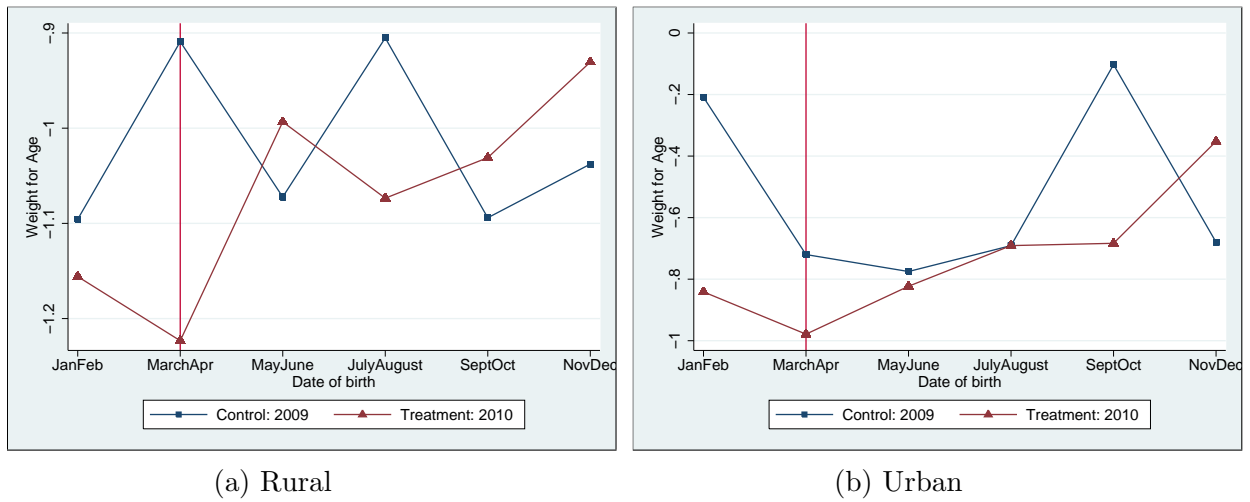 -.9
-1
-1.1
-1.2
Weight for Age
JanFeb MarchApr MayJune JulyAugust SeptOct NovDec
Date of birth
Control: 2009 Treatment: 2010
(a) Rural
0
-.2
-.4
-.6
-.8
-1
Weight for Age
JanFeb MarchApr MayJune JulyAugust SeptOct NovDec
Date of birth
Control: 2009 Treatment: 2010
(b) Urban